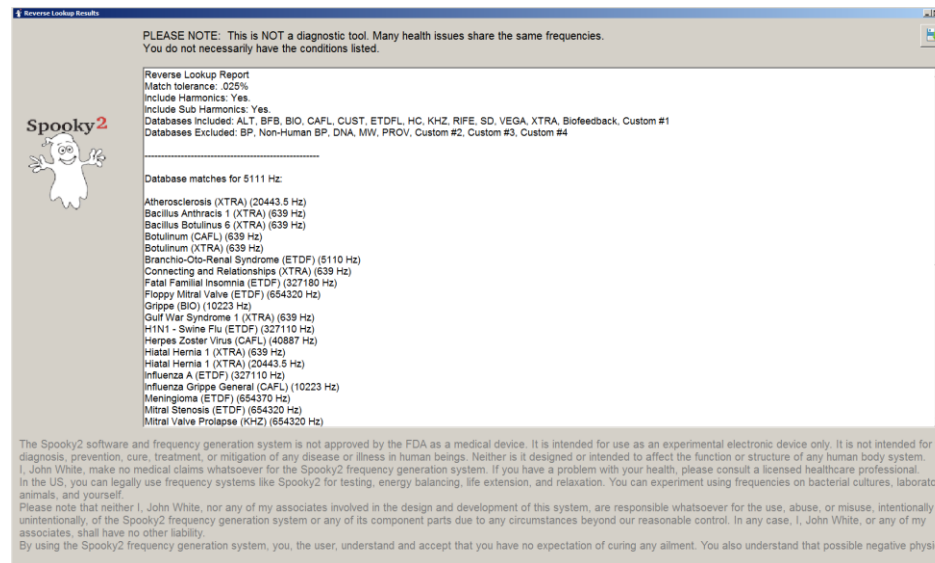 Reverse Lookup Results
PLEASE NOTE: This is NOT a diagnostic tool. Many health issues share the same frequencies.
You do not necessarily have the conditions listed.
Spooky2
Reverse Lookup Report
Match tolerance: .025%
Include Harmonics: Yes.
Include Sub Harmonics: Yes.
Databases Included: ALT, BFB, BIO, CAFL, CUST, ETDFL, HC, KHZ, RIFE, SD, VEGA, XTRA, Biofeedback, Custom #1
Databases Excluded: BP, Non-Human BP, DNA, MW, PROV, Custom #2, Custom #3, Custom #4
------------------------------------------------------
Database matches for 5111 Hz:
Atherosclerosis (XTRA) (20443.5 Hz)
Bacillus Anthracis 1 (XTRA) (639 Hz)
Bacillus Botulinus 6 (XTRA) (639 Hz)
Botulinum (CAFL) (639 Hz)
Botulinum (XTRA) (639 Hz)
Branchio-Oto-Renal Syndrome (ETDF) (5110 Hz)
Connecting and Relationships (XTRA) (639 Hz)
Fatal Familial Insomnia (ETDF) (327180 Hz)
Floppy Mitral Valve (ETDF) (654320 Hz)
Grippe (BIO) (10223 Hz)
Gulf War Syndrome 1 (XTRA) (639 Hz)
H1N1 - Swine Flu (ETDF) (327110 Hz)
Herpes Zoster Virus (CAFL) (40887 Hz)
Hiatal Hernia 1 (XTRA) (639 Hz)
Hiatal Hernia 1 (XTRA) (20443.5 Hz)
Influenza A (ETDF) (327110 Hz)
Influenza Grippe General (CAFL) (10223 Hz)
Meningioma (ETDF) (654370 Hz)
Mitral Stenosis (ETDF) (654320 Hz)
Mitral Valve Prolapse (KHZ) (654320 Hz)
The Spooky2 software and frequency generation system is not approved by the FDA as a medical device. It is intended for use as an experimental electronic device only. It is not intended for
diagnosis, prevention, cure, treatment, or mitigation of any disease or illness in human beings. Neither is it designed or intended to affect the function or structure of any human body system.
I, John White, make no medical claims whatsoever for the Spooky2 frequency generation system. If you have a problem with your health, please consult a licensed healthcare professional.
In the US, you can legally use frequency systems like Spooky2 for testing, energy balancing, life extension, and relaxation. You can experiment using frequencies on bacterial cultures, laborato
animals, and yourself.
Please note that neither I, John White, nor any of my associates involved in the design and development of this system, are responsible whatsoever for the use, abuse, or misuse, intentionally
unintentionally, of the Spooky2 frequency generation system or any of its component parts due to any circumstances beyond our reasonable control. In any case, I, John White, or any of my
associates, shall have no other liability.
By using the Spooky2 frequency generation system, you, the user, understand and accept that you have no expectation of curing any ailment. You also understand that possible negative physi